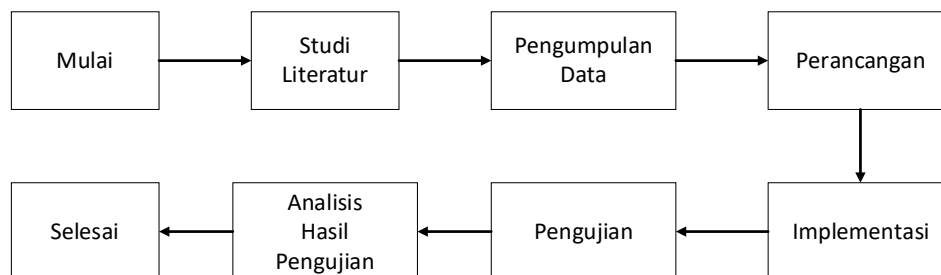 Mulai
Studi
Literatur
Pengumpulan
Data
Perancangan
Implementasi
Pengujian
Analisis
Hasil
Pengujian
Selesai